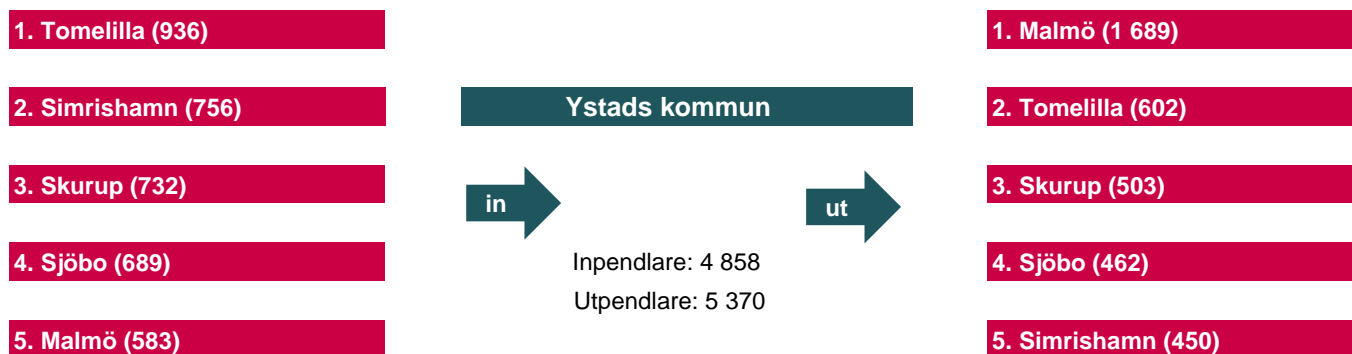 1. Tomelilla (936)
2. Simrishamn (756)
3. Skurup (732)
4. Sjöbo (689)
5. Malmö (583)
Ystads kommun
in
ut
Inpendlare: 4 858
Utpendlare: 5 370
1. Malmö (1 689)
2. Tomelilla (602)
3. Skurup (503)
4. Sjöbo (462)
5. Simrishamn (450)